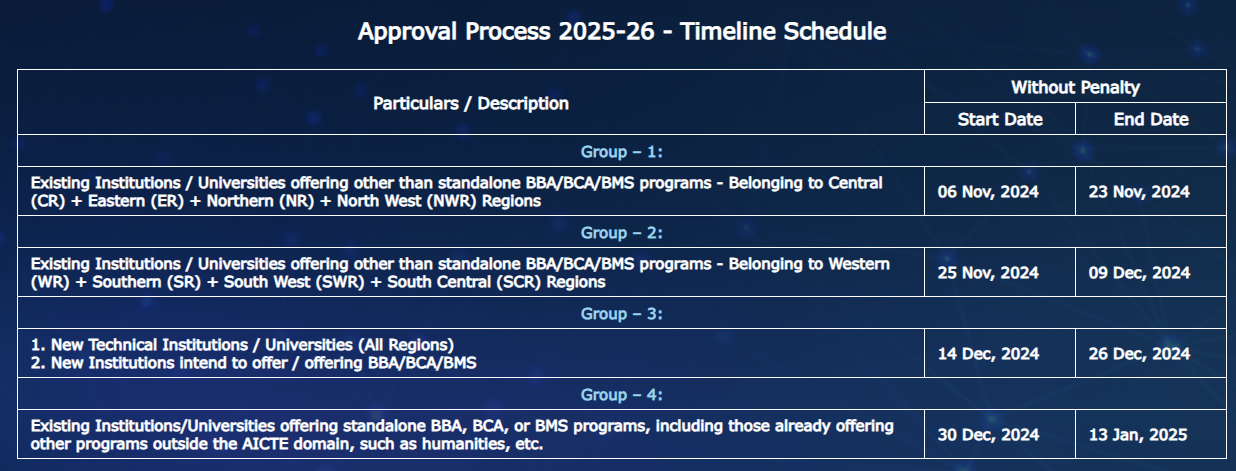 Approval Process 2025-26 - Timeline Schedule
Particulars / Description
Without Penalty
Start Date
End Date
Group – 1:
Existing Institutions / Universities offering other than standalone BBA/BCA/BMS programs - Belonging to Central
(CR) + Eastern (ER) + Northern (NR) + North West (NWR) Regions
06 Nov, 2024
23 Nov, 2024
Group – 2:
Existing Institutions / Universities offering other than standalone BBA/BCA/BMS programs - Belonging to Western
(WR) + Southern (SR) + South West (SWR) + South Central (SCR) Regions
25 Nov, 2024
09 Dec, 2024
Group – 3:
1. New Technical Institutions / Universities (All Regions)
2. New Institutions intend to offer / offering BBA/BCA/BMS
14 Dec, 2024
26 Dec, 2024
Group – 4:
Existing Institutions/Universities offering standalone BBA, BCA, or BMS programs, including those already offering
other programs outside the AICTE domain, such as humanities, etc.
30 Dec, 2024
13 Jan, 2025